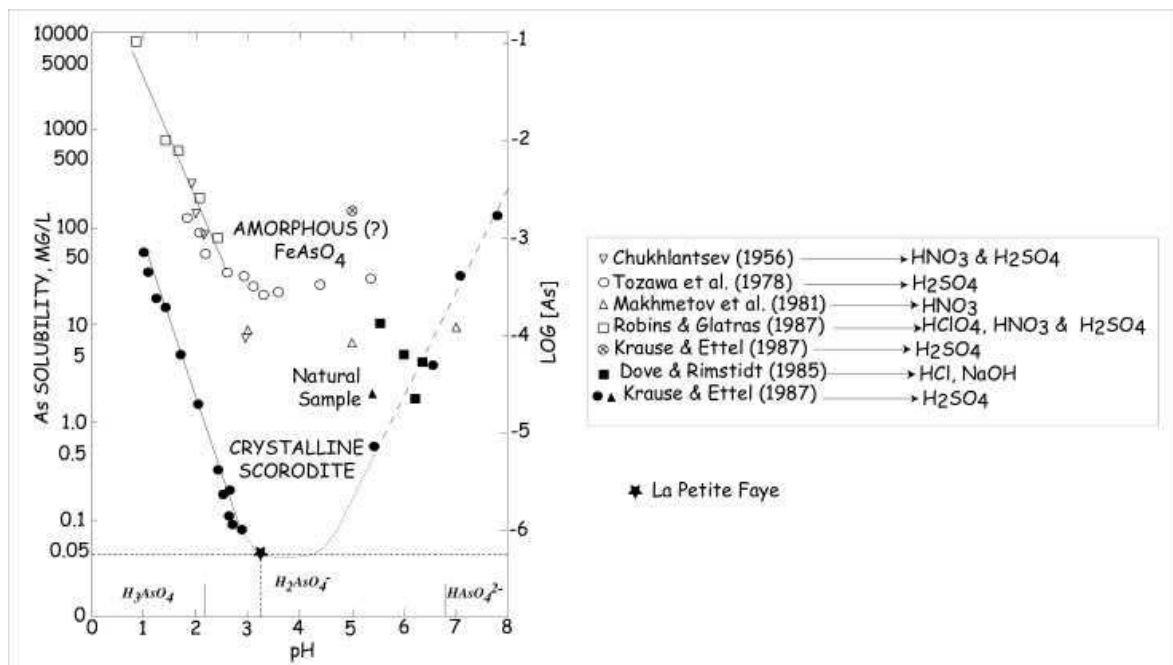 10000
5000
1000
500
100
50
10
5
1.0
0.5
0.1
0.05
0
As SOLUBILITY, MG/L
-1
-2
-3
-4
-5
-6
LOG [As]
AMORPHOUS (?)
FeAsO4
Natural
Sample
CRYSTALLINE
SCORODITE
H3AsO4
H2AsO4-
HAsO4 2-
0 1 2 3 4 5 6 7 8
pH
Chukhlantsev (1956) HNO3 & H2SO4
Tozawa et al. (1978) H2SO4
Makhmetov et al. (1981) HNO3
Robins & Glatras (1987) HClO4, HNO3 & H2SO4
Krause & Ettel (1987) H2SO4
Dove & Rimstidt (1985) HCl, NaOH
Krause & Ettel (1987) H2SO4
La Petite Faye